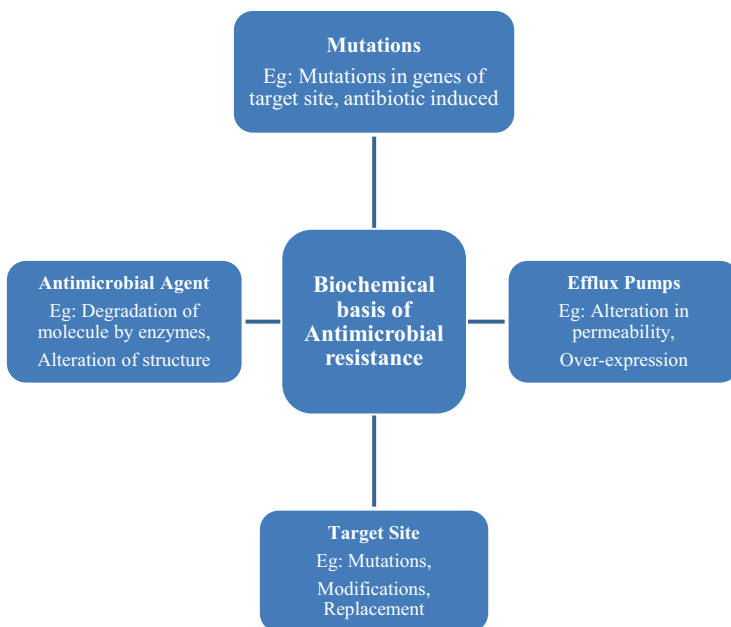 Mutations
Eg: Mutations in genes of
target site, antibiotic induced
Antimicrobial Agent
Eg: Degradation of
molecule by enzymes,
Alteration of structure
Biochemical
basis of
Antimicrobial
resistance
Efflux Pumps
Eg: Alteration in
permeability,
Over-expression
Target Site
Eg: Mutations,
Modifications,
Replacement